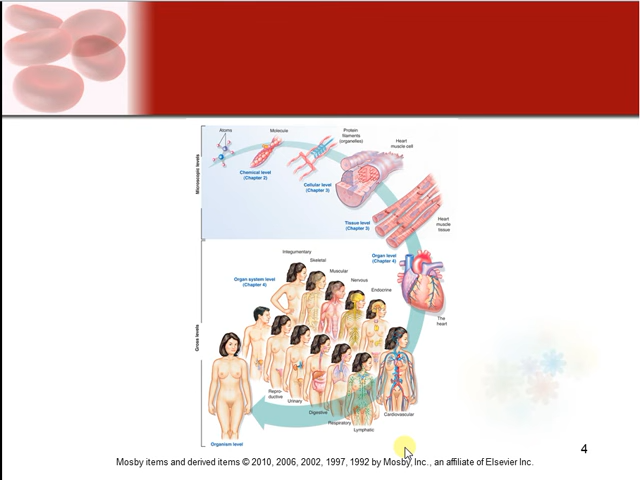 Atoms
Molecule
Protein
filaments
(organelles)
Heart
muscle cell
Chemical level
(Chapter 2)
Cellular level
(Chapter 3)
Microscopic levels
Tissue level
(Chapter 3)
Heart
muscle
tissue
Integumentary
Skeletal
Muscular
Nervous
Endocrine
Organ level
(Chapter 4)
Organ system level
(Chapter 4)
The
heart
Gross levels
Repro-
ductive
Urinary
Digestive
Respiratory
Lymphatic
Cardiovascular
Organism level
4
Mosby items and derived items © 2010, 2006, 2002, 1997, 1992 by Mosby, Inc., an affiliate of Elsevier Inc.